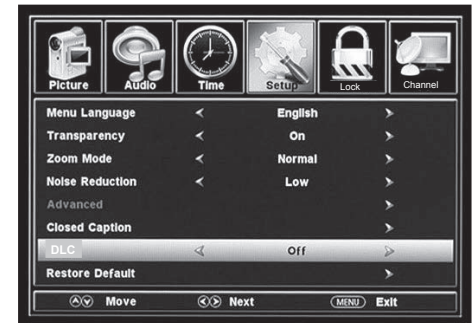 Picture Audio Time Setup Lock Channel
Menu Language English
Transparency On
Zoom Mode Normal
Noise Reduction Low
Advanced
Closed Caption
DLC Off
Restore Default
Move Next MENU Exit